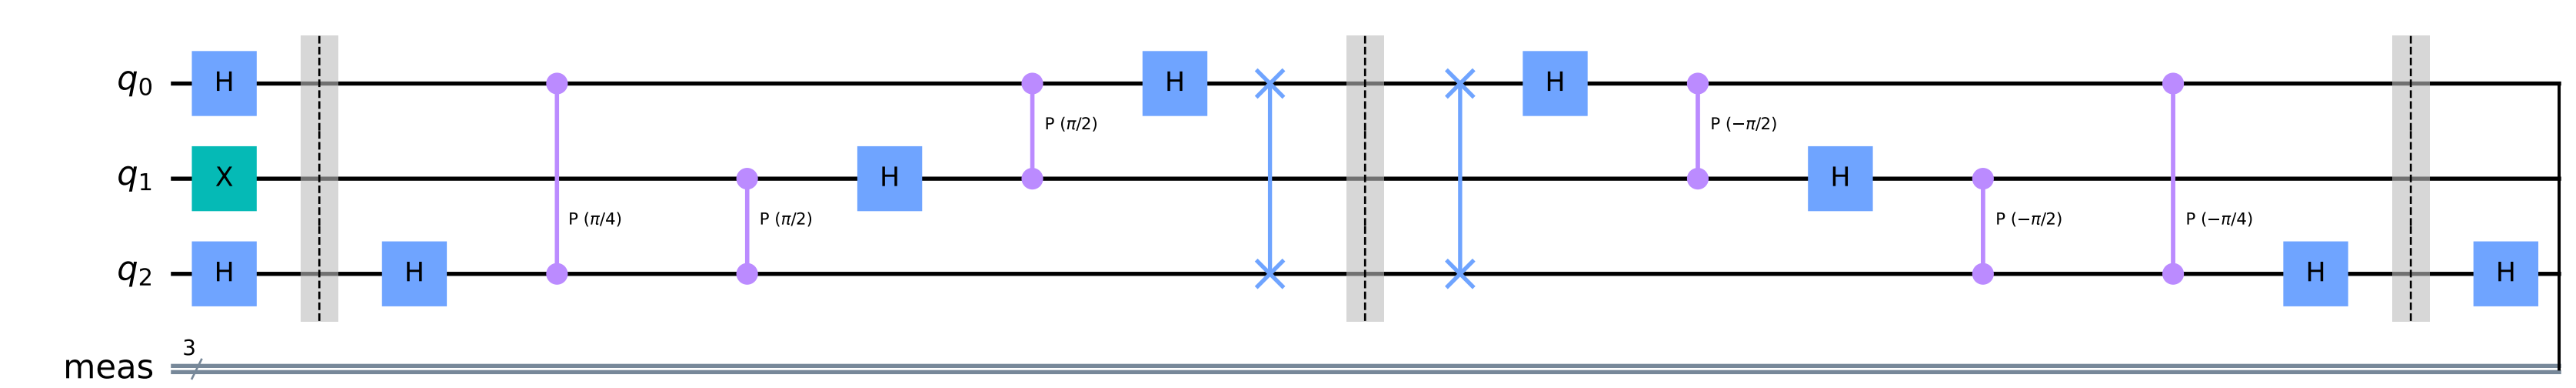 q0 H H H
P (π/2) P (−π/2)
q1 X H H
P (π/4) P (π/2) P (−π/2) P (−π/4)
q2 H H H H
3
meas